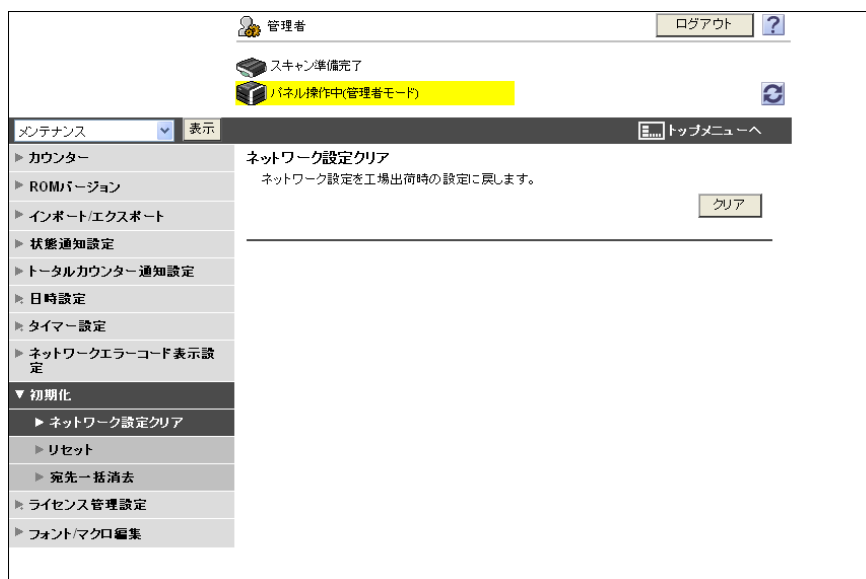 管理者
ログアウト
?
スキャン準備完了
パネル操作中(管理者モード)
メンテナンス
表示
トップメニューへ
カウンター
ROMバージョン
インポート/エクスポート
状態通知設定
トータルカウンター通知設定
日時設定
タイマー設定
ネットワークエラーコード表示設
定
初期化
ネットワーク設定クリア
リセット
宛先一括消去
ライセンス管理設定
フォント/マクロ編集
ネットワーク設定クリア
ネットワーク設定を工場出荷時の設定に戻します。
クリア